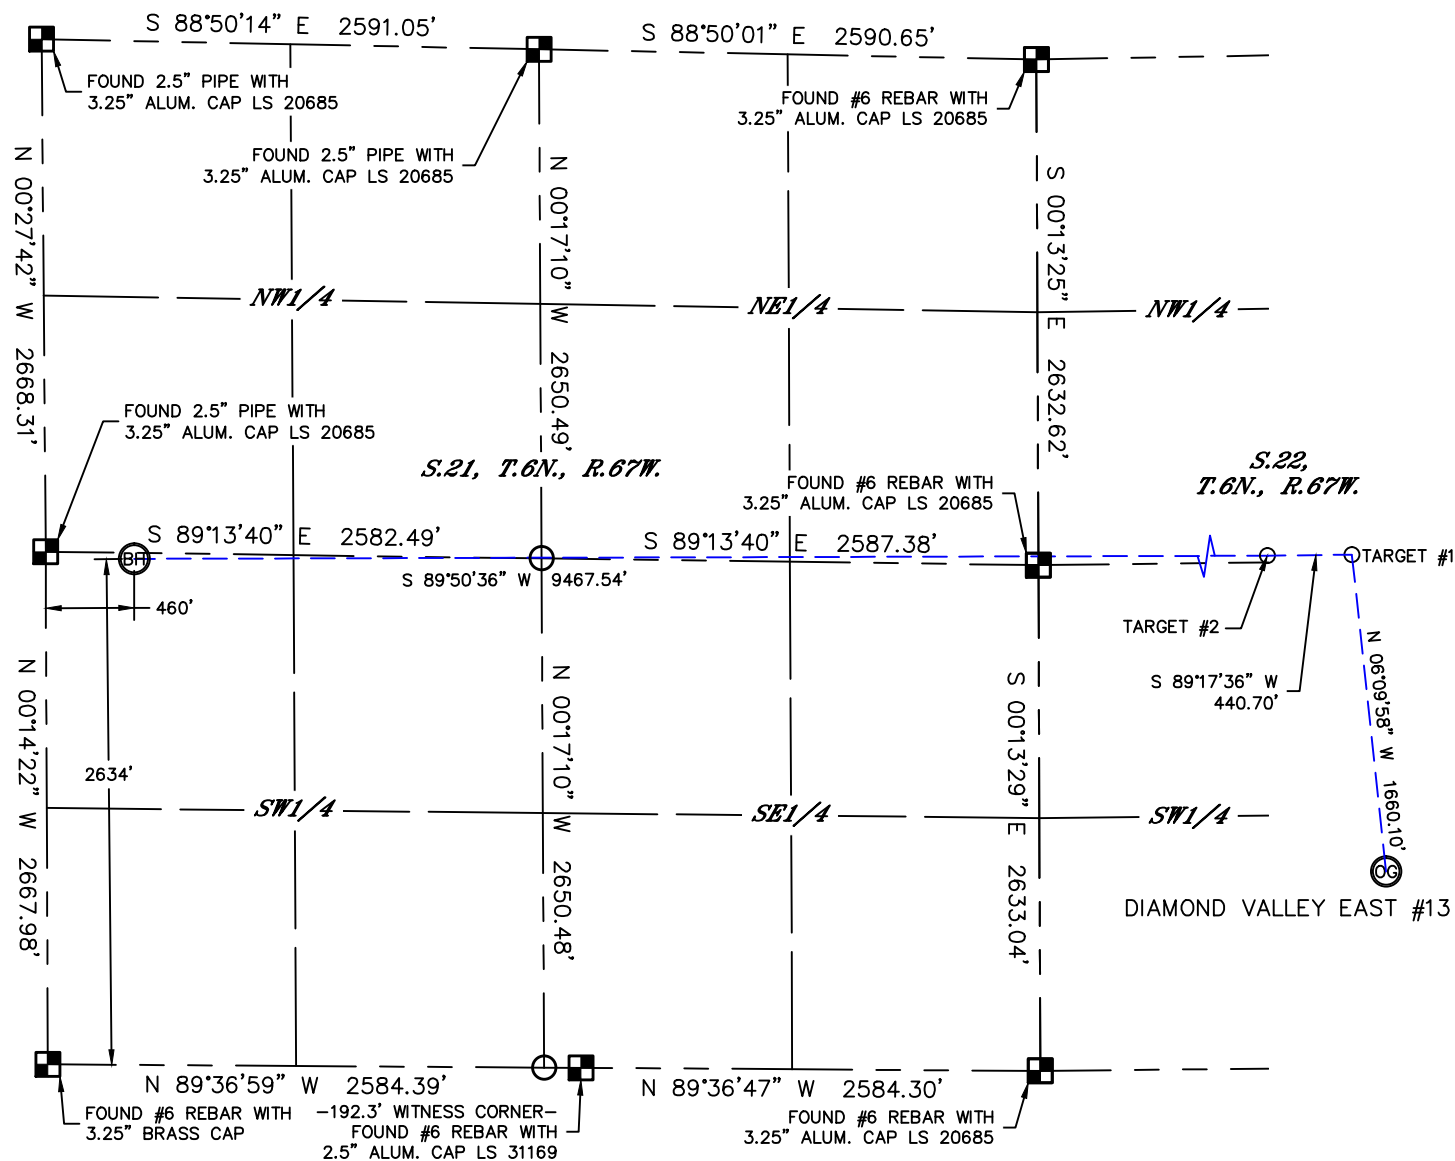 S 88°50'14" E 2591.05'
S 88°50'01" E 2590.65'
FOUND 2.5" PIPE WITH
3.25" ALUM. CAP LS 20685
FOUND 2.5" PIPE WITH
3.25" ALUM. CAP LS 20685
FOUND #6 REBAR WITH
3.25" ALUM. CAP LS 20685
N 00°27'42" W 2668.31'
N 00°17'10" W 2650.49'
S 00°13'25" E 2632.62'
NW1/4
NE1/4
NW1/4
FOUND 2.5" PIPE WITH
3.25" ALUM. CAP LS 20685
S.21, T.6N., R.67W.
FOUND #6 REBAR WITH
3.25" ALUM. CAP LS 20685
S.22,
T.6N., R.67W.
S 89°13'40" E 2582.49'
S 89°13'40" E 2587.38'
BH
TARGET #1
S 89°50'36" W 9467.54'
460'
TARGET #2
S 89°17'36" W
440.70'
N 06°09'58" W 1660.10'
N 00°14'22" W 2667.98'
N 00°17'10" W 2650.48'
S 00°13'29" E 2633.04'
2634'
SW1/4
SE1/4
SW1/4
OG
DIAMOND VALLEY EAST #13
N 89°36'59" W 2584.39'
N 89°36'47" W 2584.30'
FOUND #6 REBAR WITH
3.25" BRASS CAP
-192.3' WITNESS CORNER-
FOUND #6 REBAR WITH
2.5" ALUM. CAP LS 31169
FOUND #6 REBAR WITH
3.25" ALUM. CAP LS 20685